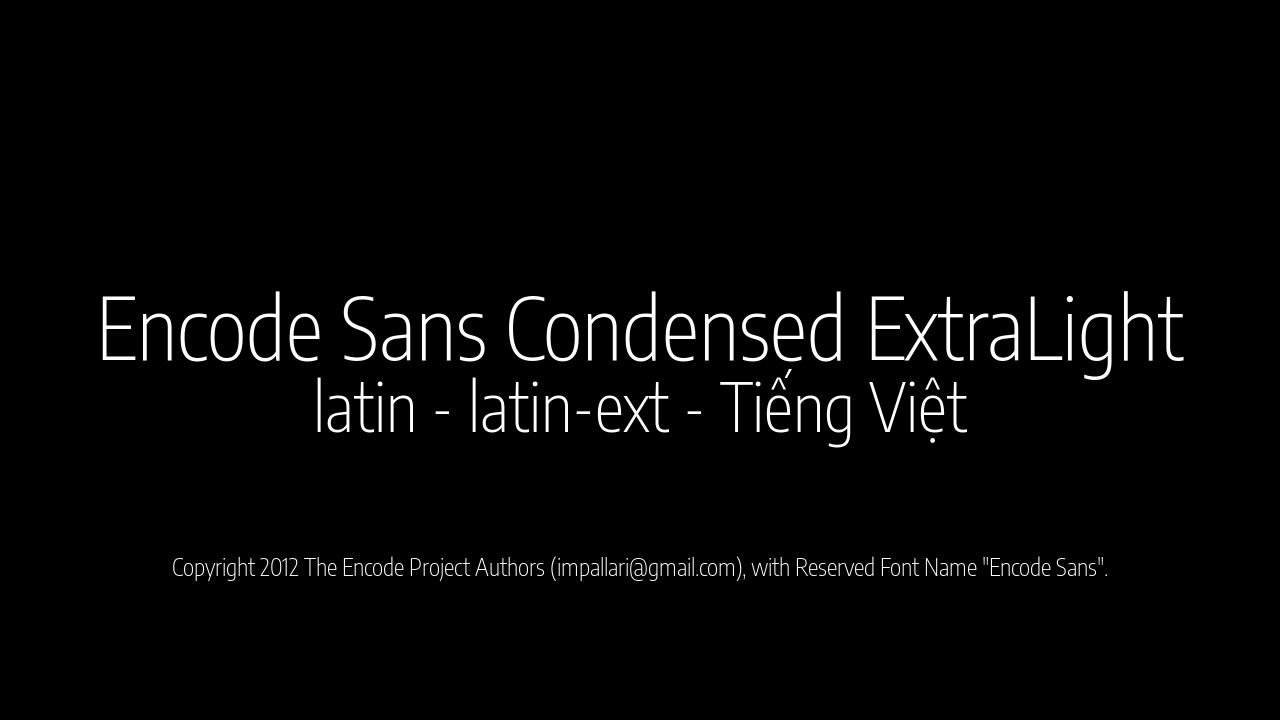 Encode Sans Condensed ExtraLight
latin - latin-ext - Tiếng Việt
Copyright 2012 The Encode Project Authors (impallari@gmail.com), with Reserved Font Name "Encode Sans".